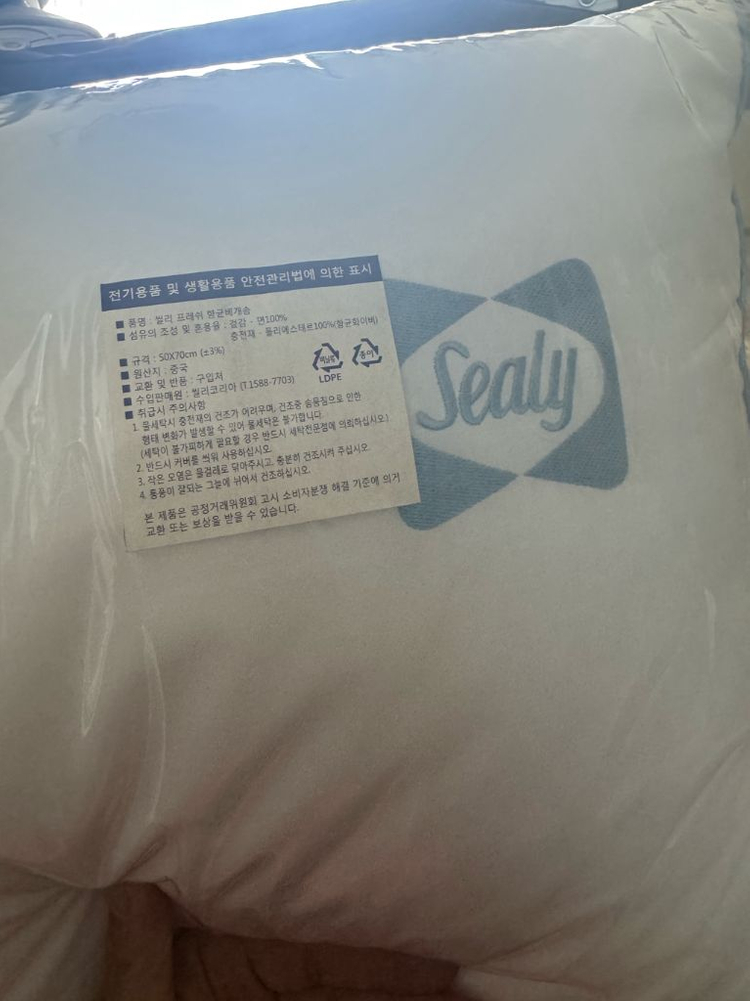 전기용품 및 생활용품 안전관리법에 의한 표시
■ 품명 : 씰리 프레쉬 항균베개솜
■ 섬유의 조성 및 혼용율 : 겉감 - 면100%
충전재 - 폴리에스테르100%(항균화이버)
■ 규격 : 50X70cm (±3%)
■ 원산지 : 중국
■ 교환 및 반품 : 구입처
■ 수입판매원 : 씰리코리아 (T.1588-7703)
■ 취급시 주의사항
비닐류
종이
LDPE
1. 물세탁시 충전재의 건조가 어려우며, 건조중 솜뭉침으로 인한
형태 변화가 발생할 수 있어 물세탁은 불가합니다.
(세탁이 불가피하게 필요할 경우 반드시 세탁전문점에 의뢰하십시오.)
2. 반드시 커버를 씌워 사용하십시오.
3. 작은 오염은 물걸레로 닦아주시고, 충분히 건조시켜 주십시오.
4. 통풍이 잘되는 그늘에 뉘어서 건조하십시오.
본 제품은 공정거래위원회 고시 소비자분쟁 해결 기준에 의거
교환 또는 보상을 받을 수 있습니다.
Sealy